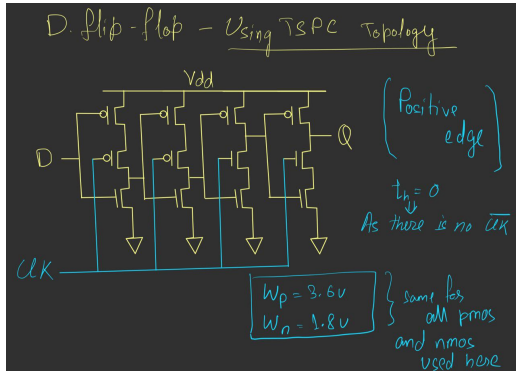 D. flip-flop - Using TSPC Topology
Vdd
D
Q
CLK
(Positive
edge)
th = 0
As there is no C̅L̅K̅
Wp = 3.6u
Wn = 1.8u
} same for
all pmos
and nmos
used here